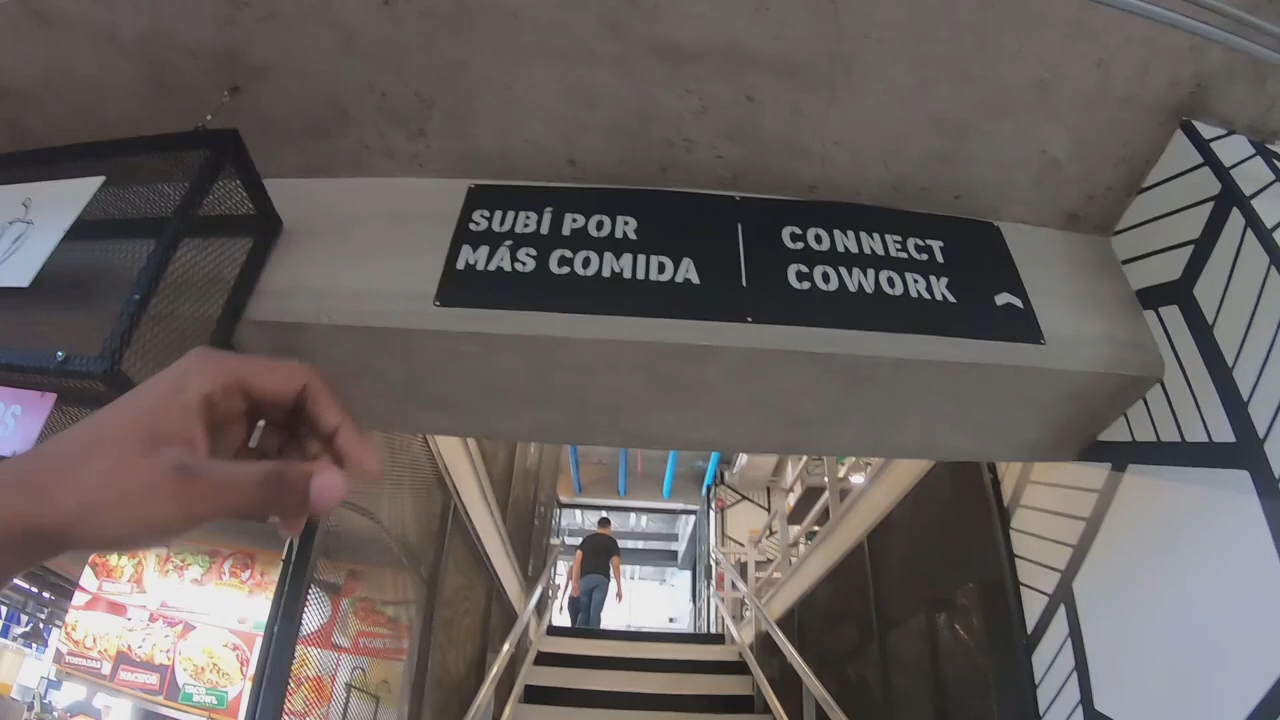 SUBÍ POR
MÁS COMIDA
CONNECT
COWORK
TOSTADAS
NACHOS
TACO
BOWL